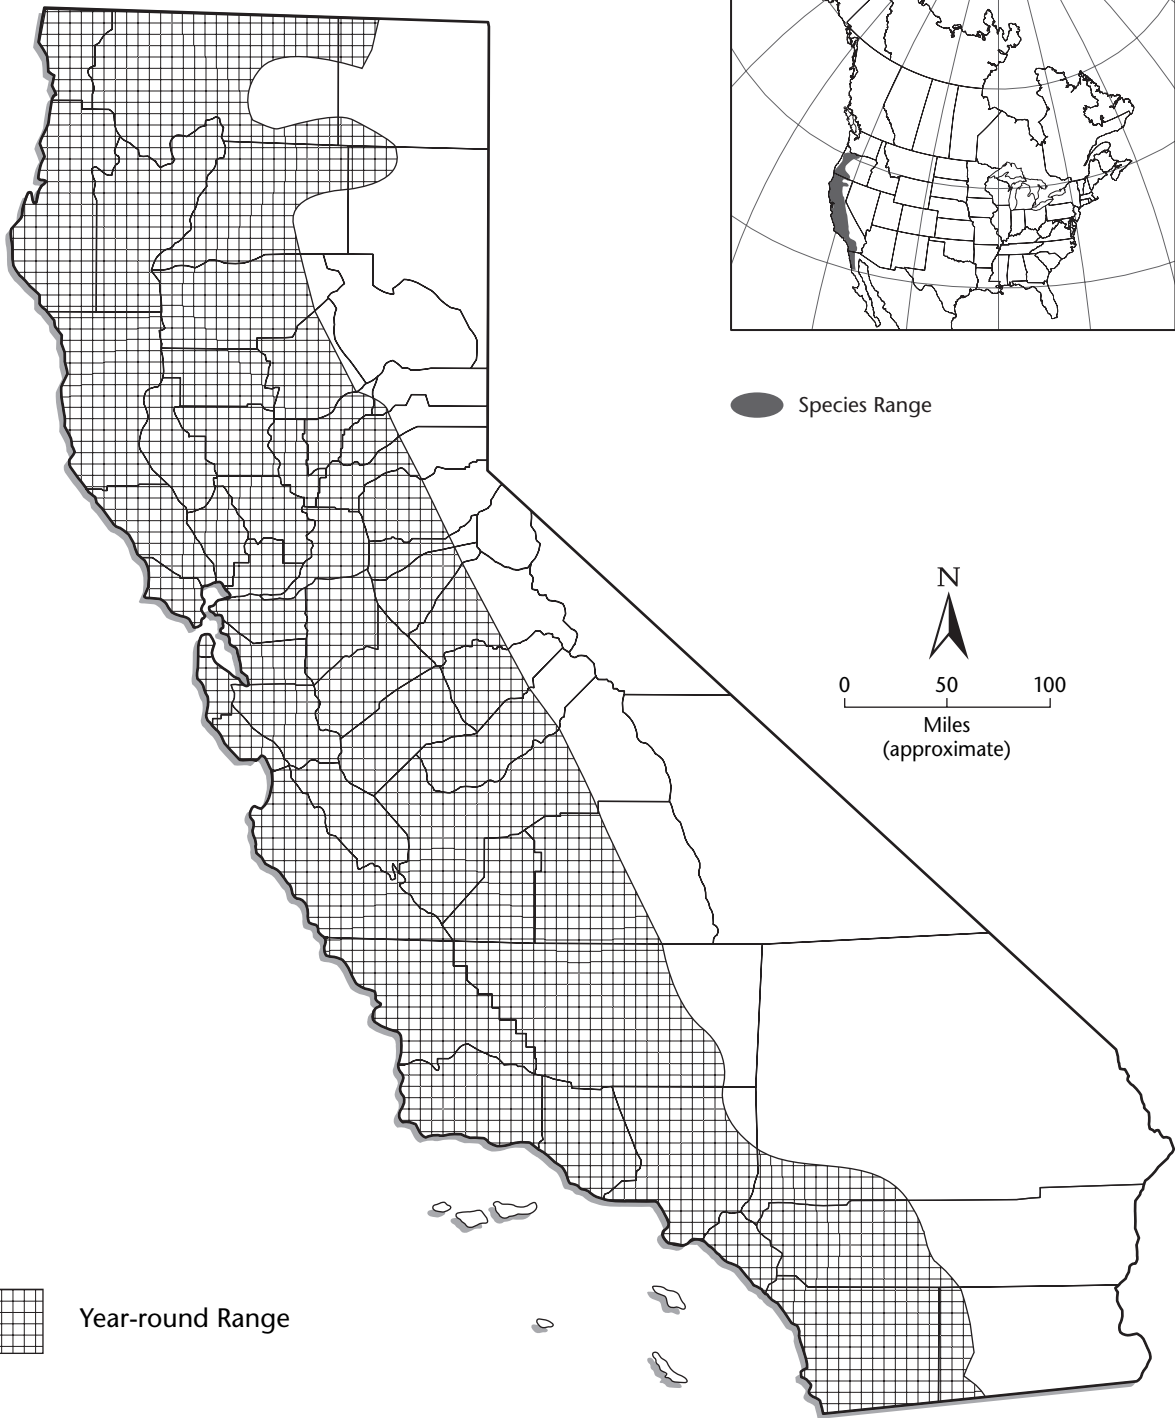 Species Range
N
0 50 100
Miles
(approximate)
Year-round Range